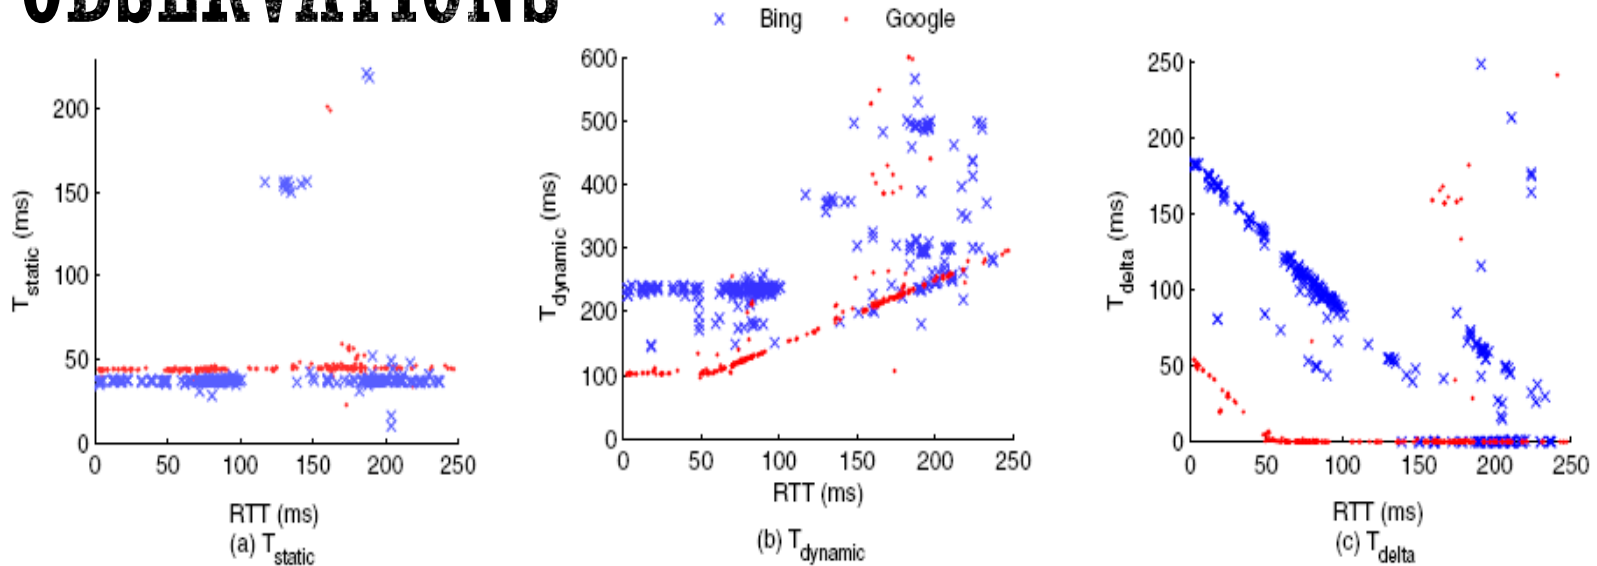 OBSERVATIONS
Bing Google
200
150
100
50
0
0 50 100 150 200 250
T_static (ms)
RTT (ms)
(a) T_static
600
500
400
300
200
100
0
0 50 100 150 200 250
T_dynamic (ms)
RTT (ms)
(b) T_dynamic
250
200
150
100
50
0
0 50 100 150 200 250
T_delta (ms)
RTT (ms)
(c) T_delta